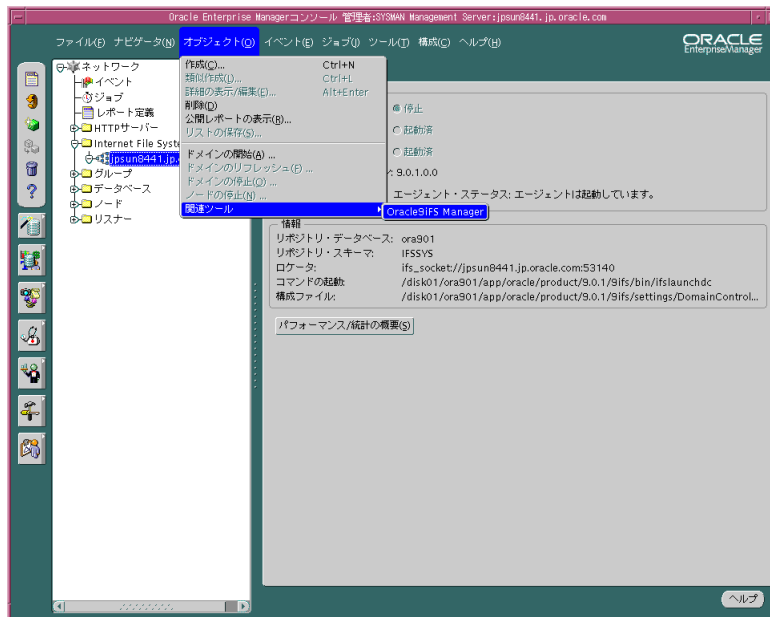 Oracle Enterprise Managerコンソール 管理者:SYSMAN Management Server:jpsun8441.jp.oracle.com
ファイル(F) ナビゲータ(N) オブジェクト(O) イベント(E) ジョブ(J) ツール(T) 構成(C) ヘルプ(H)
ORACLE
EnterpriseManager
ネットワーク
イベント
ジョブ
レポート定義
HTTPサーバー
Internet File Syste
jpsun8441.jp.
グループ
データベース
ノード
リスナー
作成(C)... Ctrl+N
類似作成(L)... Ctrl+L
詳細の表示/編集(E)... Alt+Enter
削除(D)
公開レポートの表示(R)...
リストの保存(S)...
ドメインの開始(A) ...
ドメインのリフレッシュ(F) ...
ドメインの停止(O) ...
ノードの停止(N) ...
関連ツール
Oracle9iFS Manager
停止
起動済
起動済
: 9.0.1.0.0
エージェント・ステータス: エージェントは起動しています。
情報
リポジトリ・データベース: ora901
リポジトリ・スキーマ: IFSSYS
ロケータ: ifs_socket://jpsun8441.jp.oracle.com:53140
コマンドの起動: /disk01/ora901/app/oracle/product/9.0.1/9ifs/bin/ifslaunchdc
構成ファイル: /disk01/ora901/app/oracle/product/9.0.1/9ifs/settings/DomainControl...
パフォーマンス/統計の概要(S)
ヘルプ